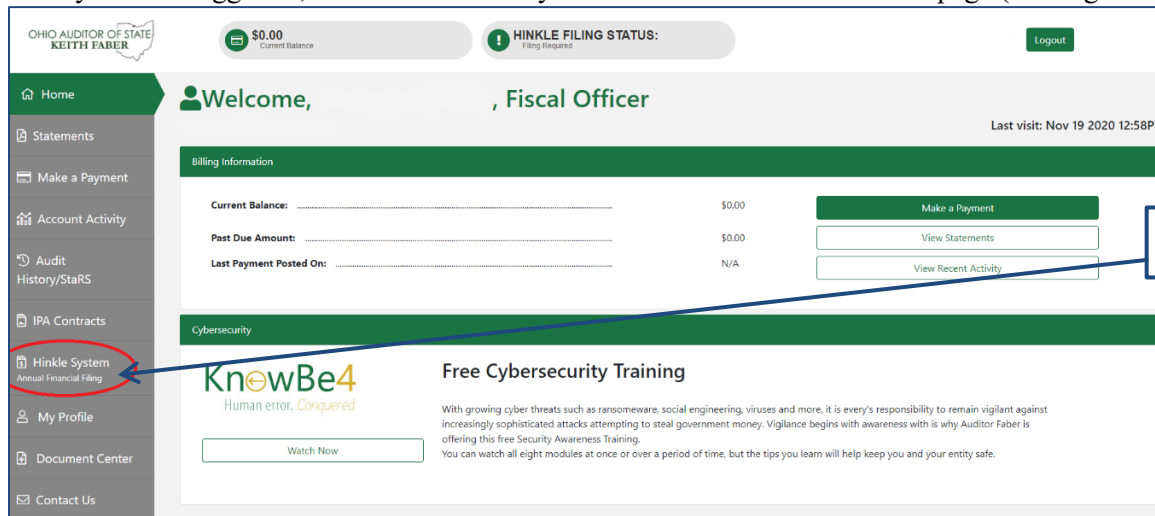 OHIO AUDITOR OF STATE
KEITH FABER
$0.00
Current Balance
HINKLE FILING STATUS:
Filing Required
Logout
Home
Statements
Make a Payment
Account Activity
Audit
History/StaRS
IPA Contracts
Hinkle System
Annual Financial Filing
My Profile
Document Center
Contact Us
Welcome, , Fiscal Officer
Last visit: Nov 19 2020 12:58P
Billing Information
Current Balance: $0.00
Past Due Amount: $0.00
Last Payment Posted On: N/A
Make a Payment
View Statements
View Recent Activity
Cybersecurity
KnowBe4
Human error. Conquered
Watch Now
Free Cybersecurity Training
With growing cyber threats such as ransomeware, social engineering, viruses and more, it is every's responsibility to remain vigilant against
increasingly sophisticated attacks attempting to steal government money. Vigilance begins with awareness with is why Auditor Faber is
offering this free Security Awareness Training.
You can watch all eight modules at once or over a period of time, but the tips you learn will help keep you and your entity safe.